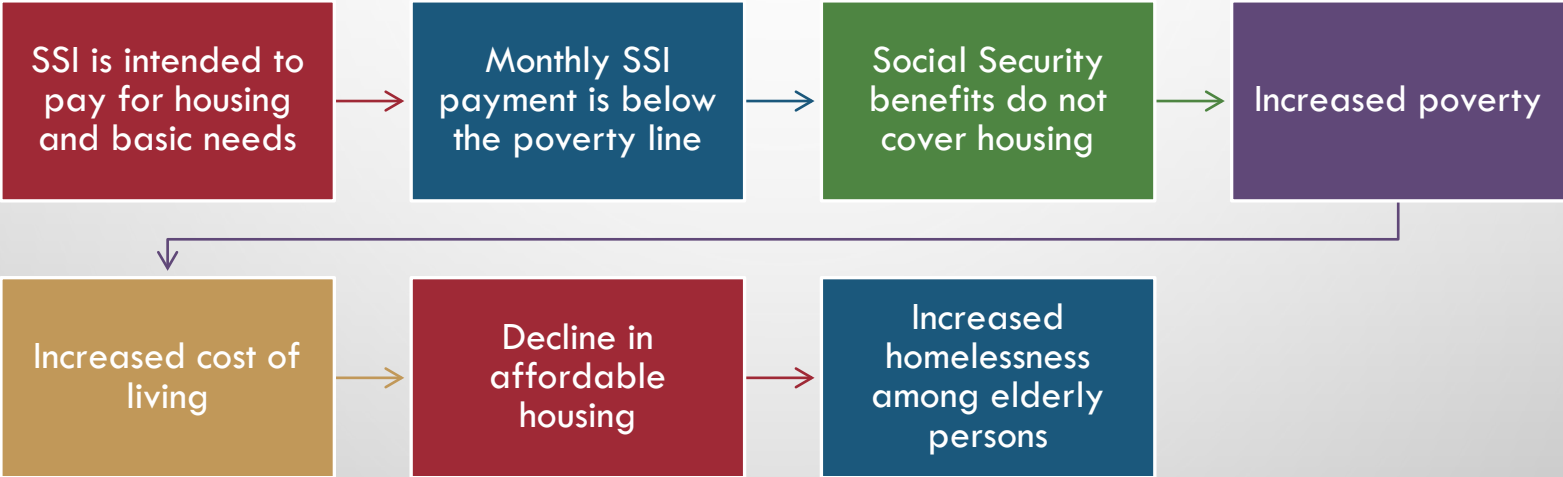 SSI is intended to
pay for housing
and basic needs
Monthly SSI
payment is below
the poverty line
Social Security
benefits do not
cover housing
Increased poverty
Increased cost of
living
Decline in
affordable
housing
Increased
homelessness
among elderly
persons